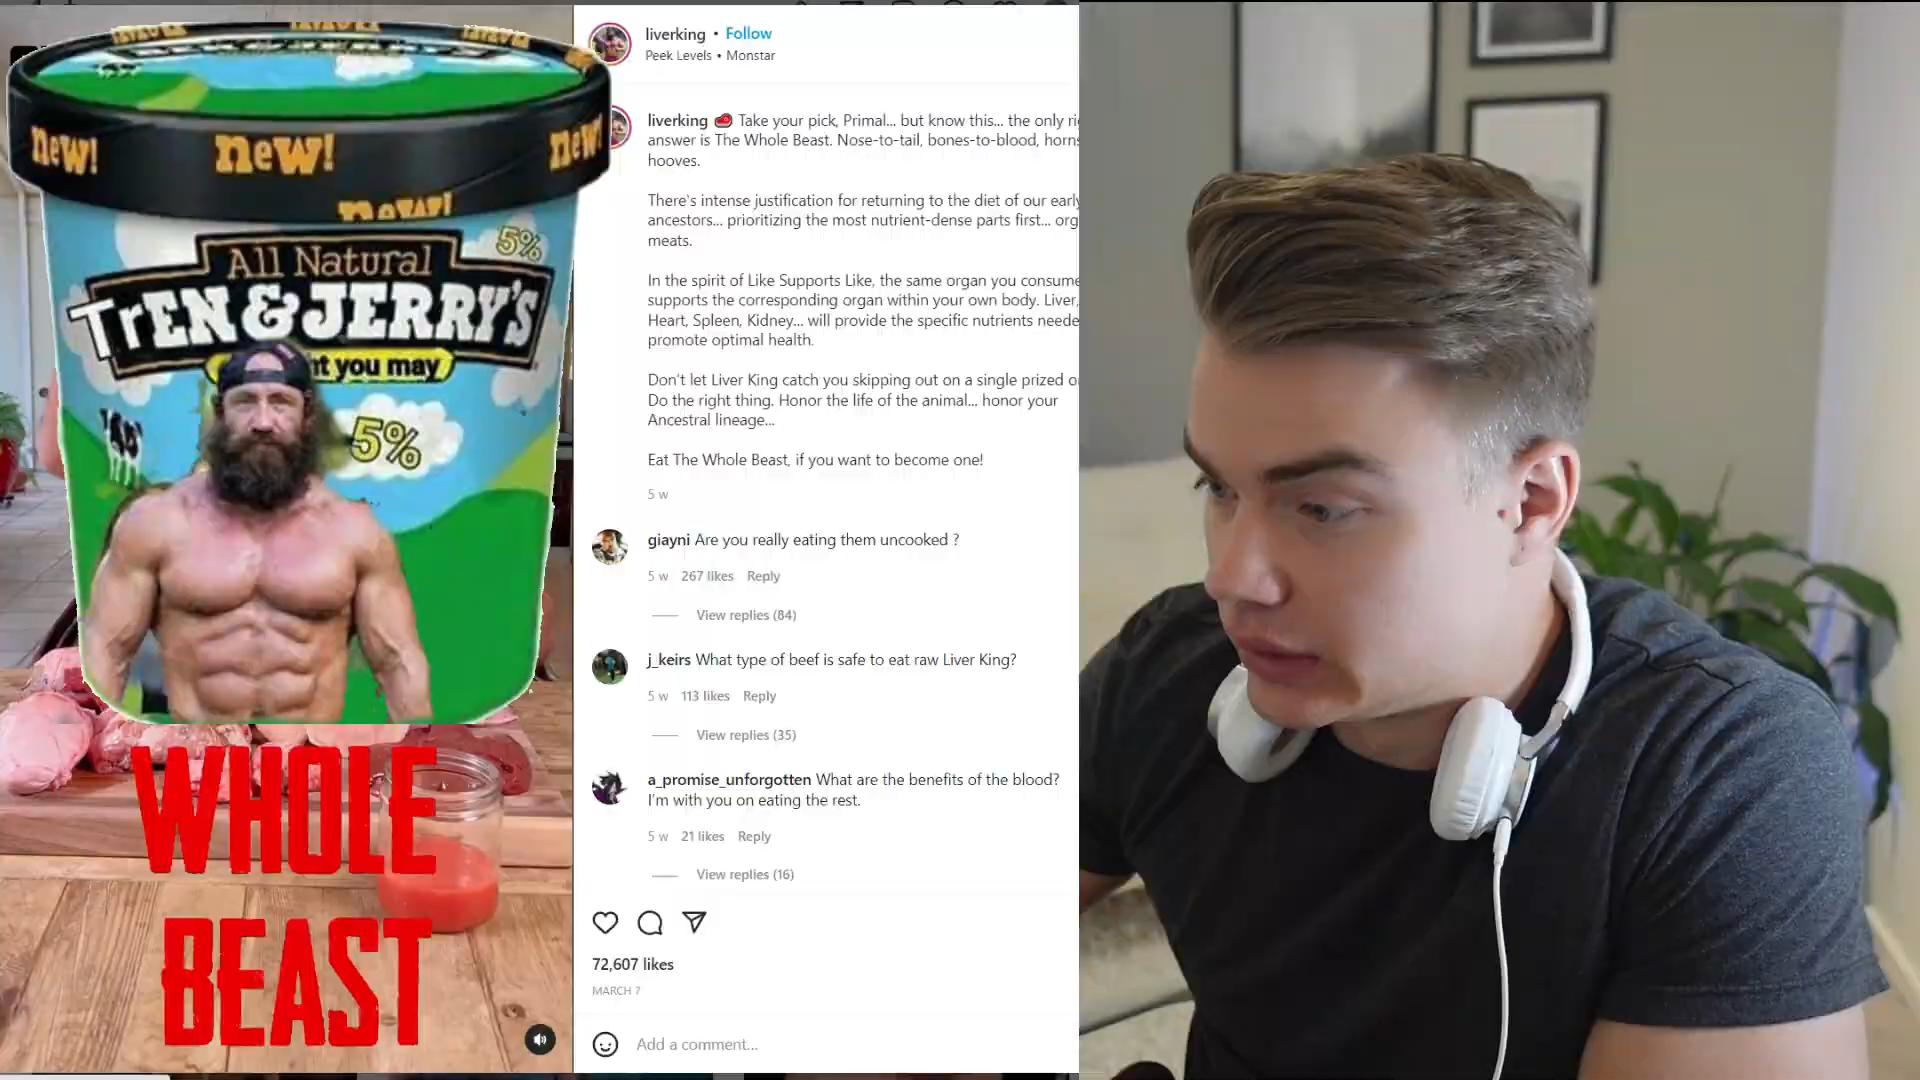 new!
new!
new!
new!
5%
All Natural
TrEN&JERRY'S
t you may
5%
WHOLE
BEAST
liverking • Follow
Peek Levels • Monstar
liverking 🥩 Take your pick, Primal... but know this... the only
answer is The Whole Beast. Nose-to-tail, bones-to-blood,
hooves.
There's intense justification for returning to the diet of our
ancestors... prioritizing the most nutrient-dense parts first...
meats.
In the spirit of Like Supports Like, the same organ you
supports the corresponding organ within your own body. Liver,
Heart, Spleen, Kidney... will provide the specific nutrients
promote optimal health.
Don't let Liver King catch you skipping out on a single prized
Do the right thing. Honor the life of the animal... honor your
Ancestral lineage...
Eat The Whole Beast, if you want to become one!
5 w
giayni Are you really eating them uncooked ?
5 w 267 likes Reply
View replies (84)
j_keirs What type of beef is safe to eat raw Liver King?
5 w 113 likes Reply
View replies (35)
a_promise_unforgotten What are the benefits of the blood?
I'm with you on eating the rest.
5 w 21 likes Reply
View replies (16)
72,607 likes
MARCH 7
Add a comment...